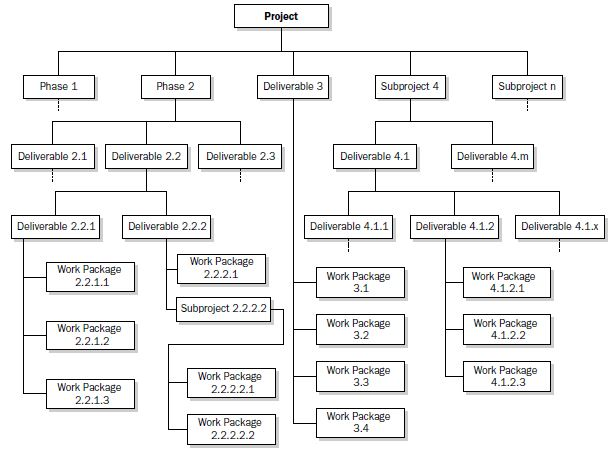 Project
Phase 1
Phase 2
Deliverable 3
Subproject 4
Subproject n
Deliverable 2.1
Deliverable 2.2
Deliverable 2.3
Deliverable 4.1
Deliverable 4.m
Deliverable 2.2.1
Deliverable 2.2.2
Deliverable 4.1.1
Deliverable 4.1.2
Deliverable 4.1.x
Work Package
2.2.1.1
Work Package
2.2.1.2
Work Package
2.2.1.3
Work Package
2.2.2.1
Subproject 2.2.2.2
Work Package
2.2.2.2.1
Work Package
2.2.2.2.2
Work Package
3.1
Work Package
3.2
Work Package
3.3
Work Package
3.4
Work Package
4.1.2.1
Work Package
4.1.2.2
Work Package
4.1.2.3